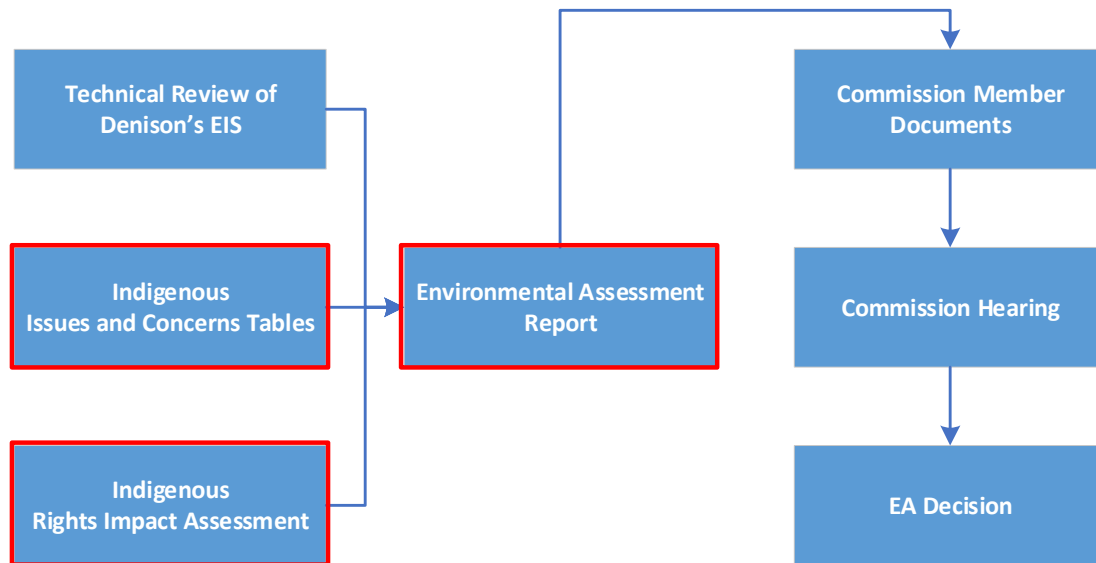 Technical Review of
Denison’s EIS
Indigenous
Issues and Concerns Tables
Indigenous
Rights Impact Assessment
Environmental Assessment
Report
Commission Member
Documents
Commission Hearing
EA Decision